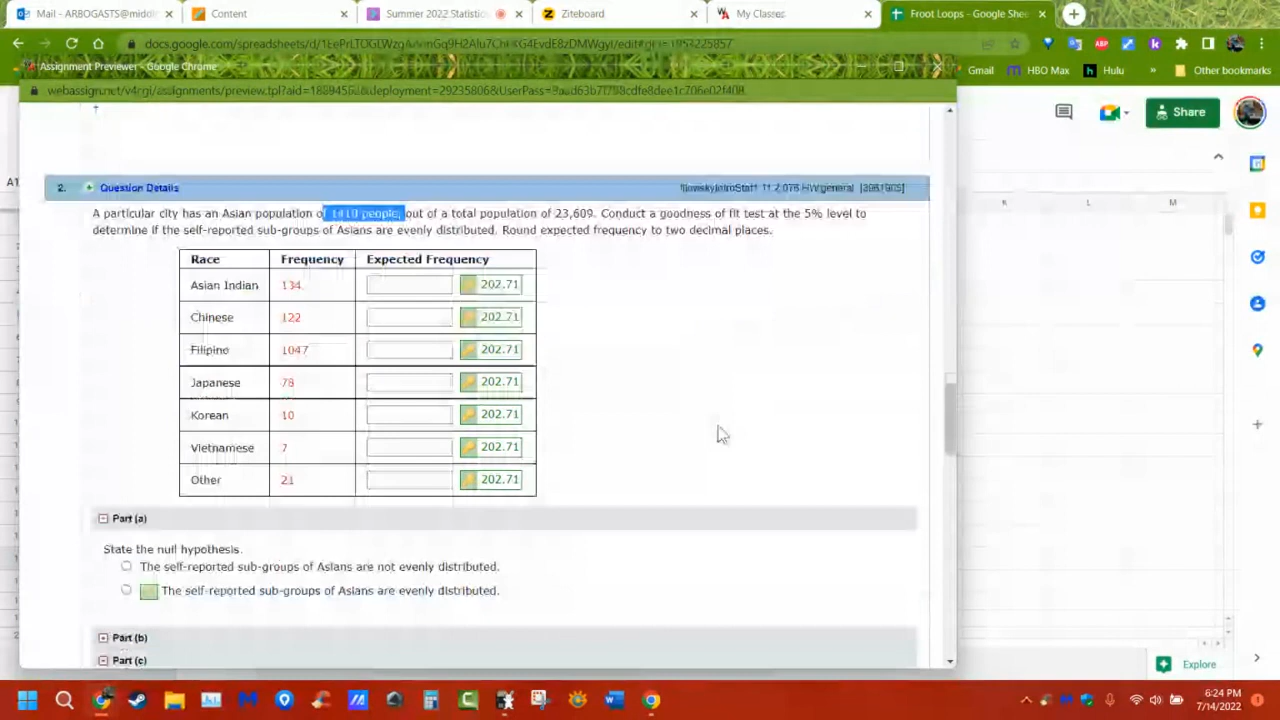 Mail - ARBOGASTS@middl
Content
Summer 2022 Statistic
Ziteboard
My Classes
Froot Loops - Google Shee
Gmail
HBO Max
Hulu
»
Other bookmarks
Assignment Previewer - Google Chrome
Share
2. Question Details
A particular city has an Asian population of 1419 people, out of a total population of 23,609. Conduct a goodness of fit test at the 5% level to
determine if the self-reported sub-groups of Asians are evenly distributed. Round expected frequency to two decimal places.
Race Frequency Expected Frequency
Asian Indian 134 202.71
Chinese 122 202.71
Filipino 1047 202.71
Japanese 78 202.71
Korean 10 202.71
Vietnamese 7 202.71
Other 21 202.71
Part (a)
State the null hypothesis.
The self-reported sub-groups of Asians are not evenly distributed.
The self-reported sub-groups of Asians are evenly distributed.
Part (b)
Part (c)
K L M
Explore
6:24 PM
7/14/2022